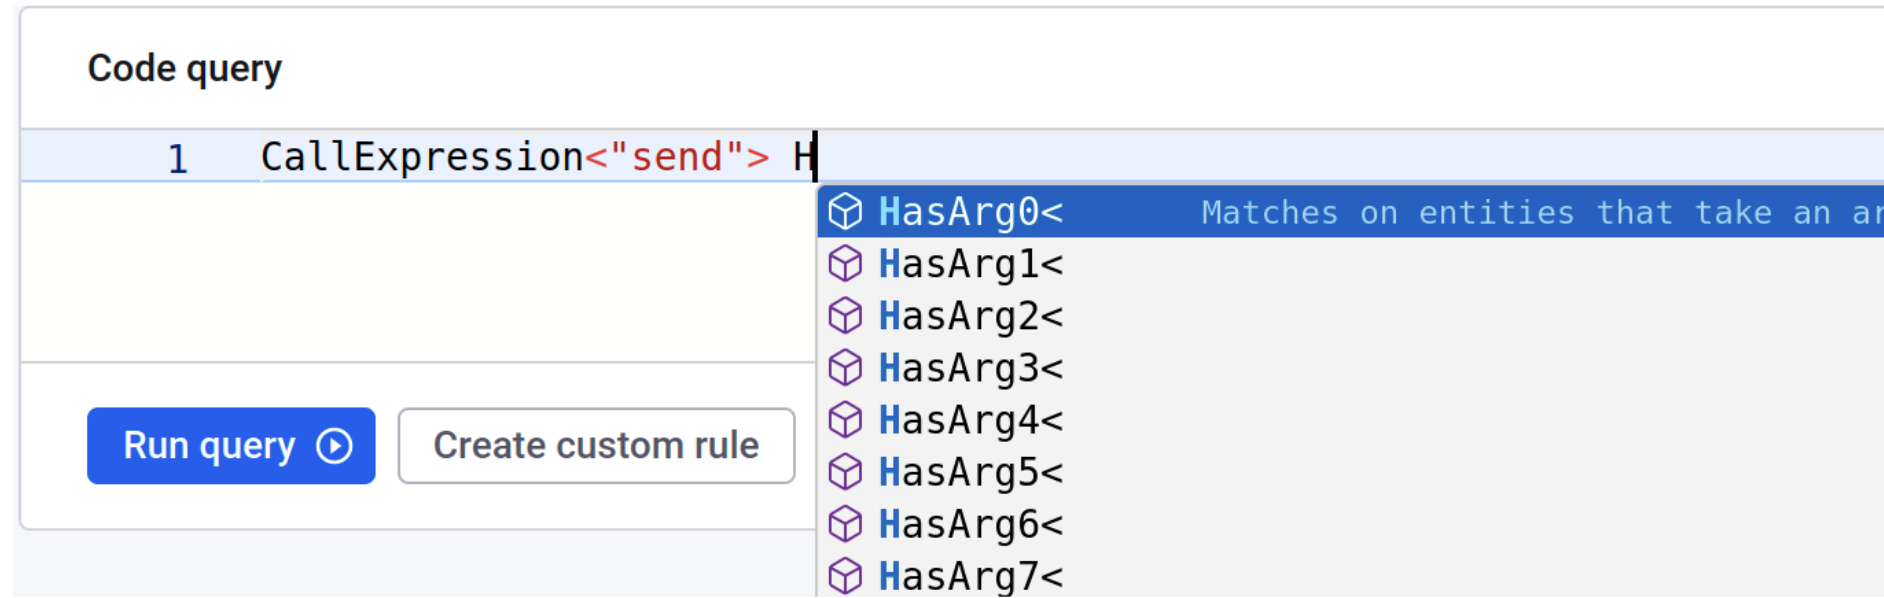 Code query
1 CallExpression<"send"> H
HasArg0< Matches on entities that take an
HasArg1<
HasArg2<
HasArg3<
HasArg4<
HasArg5<
HasArg6<
HasArg7<
Run query
Create custom rule